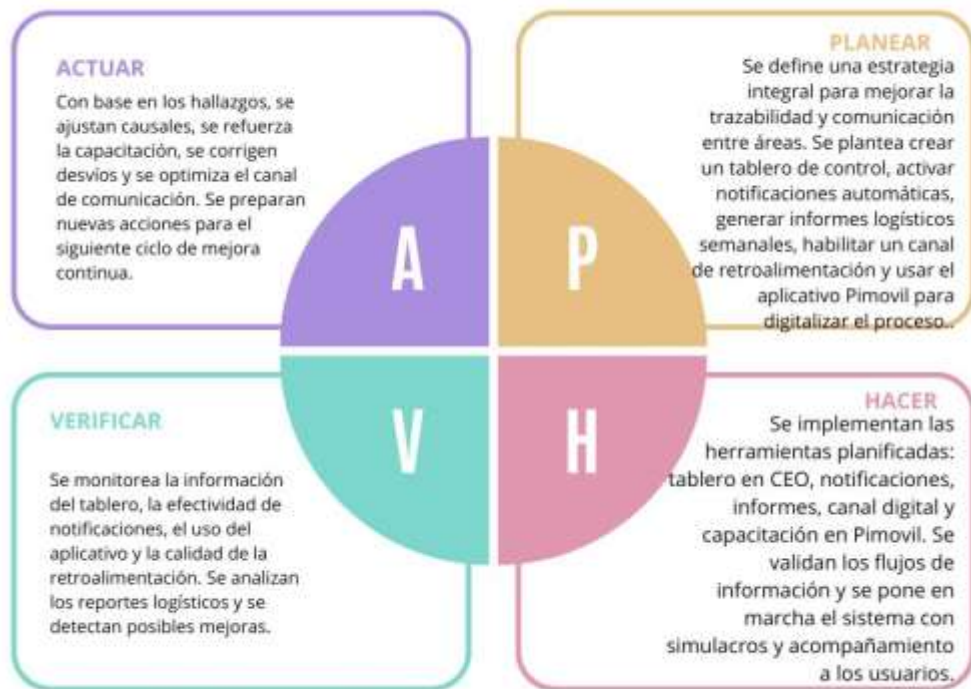 ACTUAR
Con base en los hallazgos, se
ajustan causales, se refuerza
la capacitación, se corrigen
desvíos y se optimiza el canal
de comunicación. Se preparan
nuevas acciones para el
siguiente ciclo de mejora
continua.
PLANEAR
Se define una estrategia
integral para mejorar la
trazabilidad y comunicación
entre áreas. Se plantea crear
un tablero de control, activar
notificaciones automáticas,
generar informes logísticos
semanales, habilitar un canal
de retroalimentación y usar el
aplicativo Pimovil para
digitalizar el proceso..
A
P
V
H
VERIFICAR
Se monitorea la información
del tablero, la efectividad de
notificaciones, el uso del
aplicativo y la calidad de la
retroalimentación. Se analizan
los reportes logísticos y se
detectan posibles mejoras.
HACER
Se implementan las
herramientas planificadas:
tablero en CEO, notificaciones,
informes, canal digital y
capacitación en Pimovil. Se
validan los flujos de
información y se pone en
marcha el sistema con
simulacros y acompañamiento
a los usuarios.